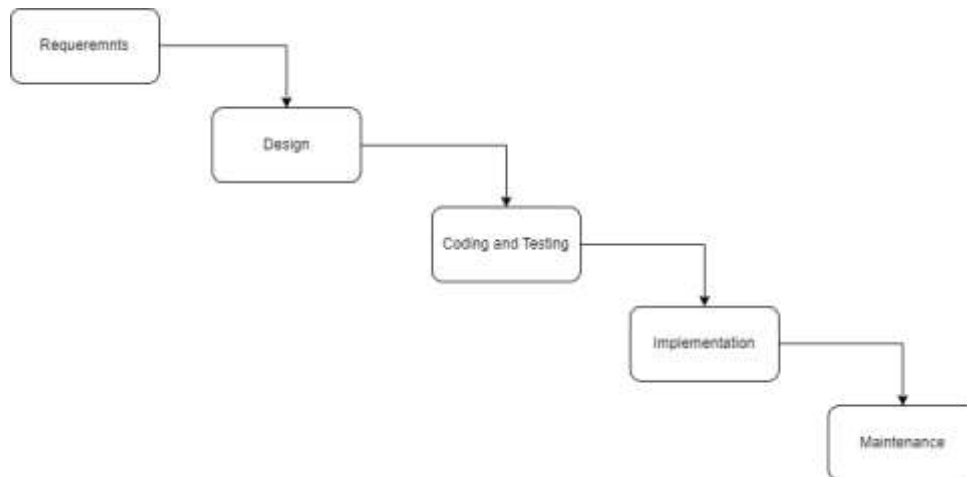 Requeremnts
Design
Coding and Testing
Implementation
Maintenance